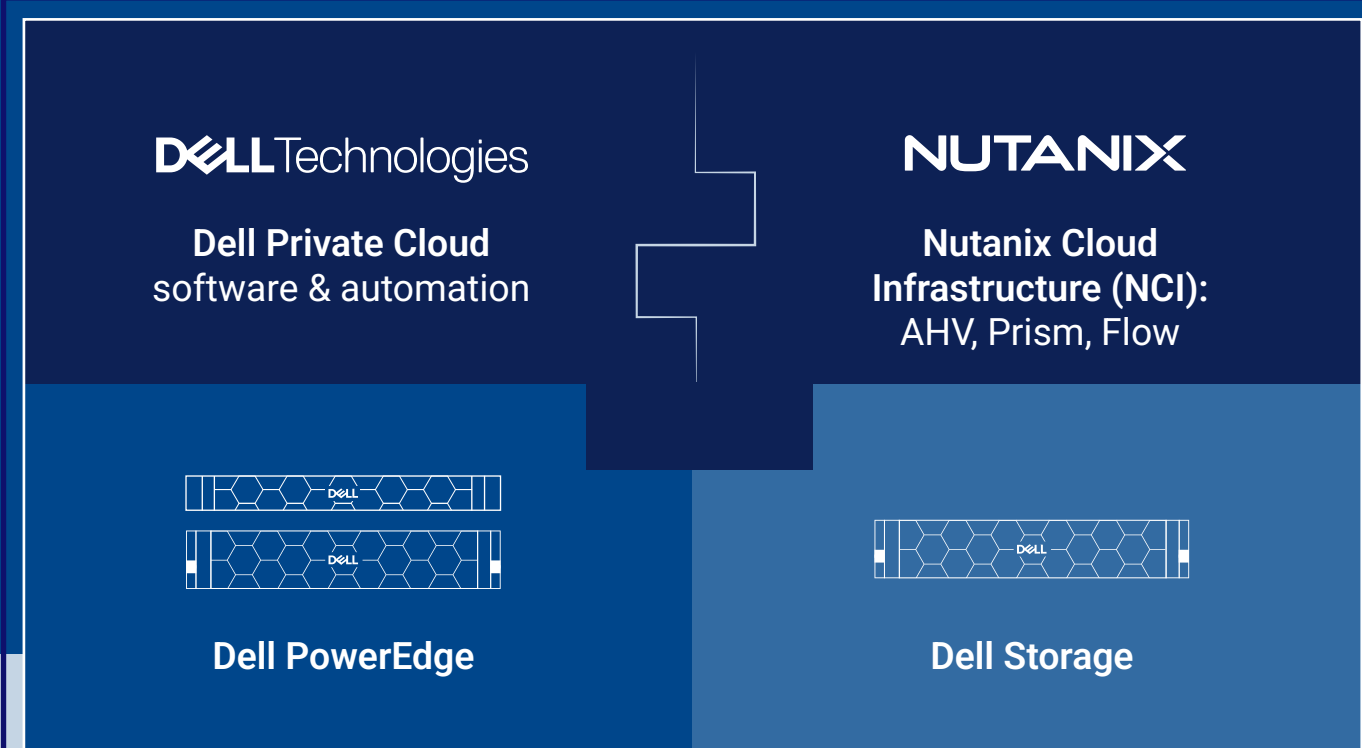 DELLTechnologies
Dell Private Cloud
software & automation
NUTANIX
Nutanix Cloud
Infrastructure (NCI):
AHV, Prism, Flow
DELL
DELL
Dell PowerEdge
DELL
Dell Storage